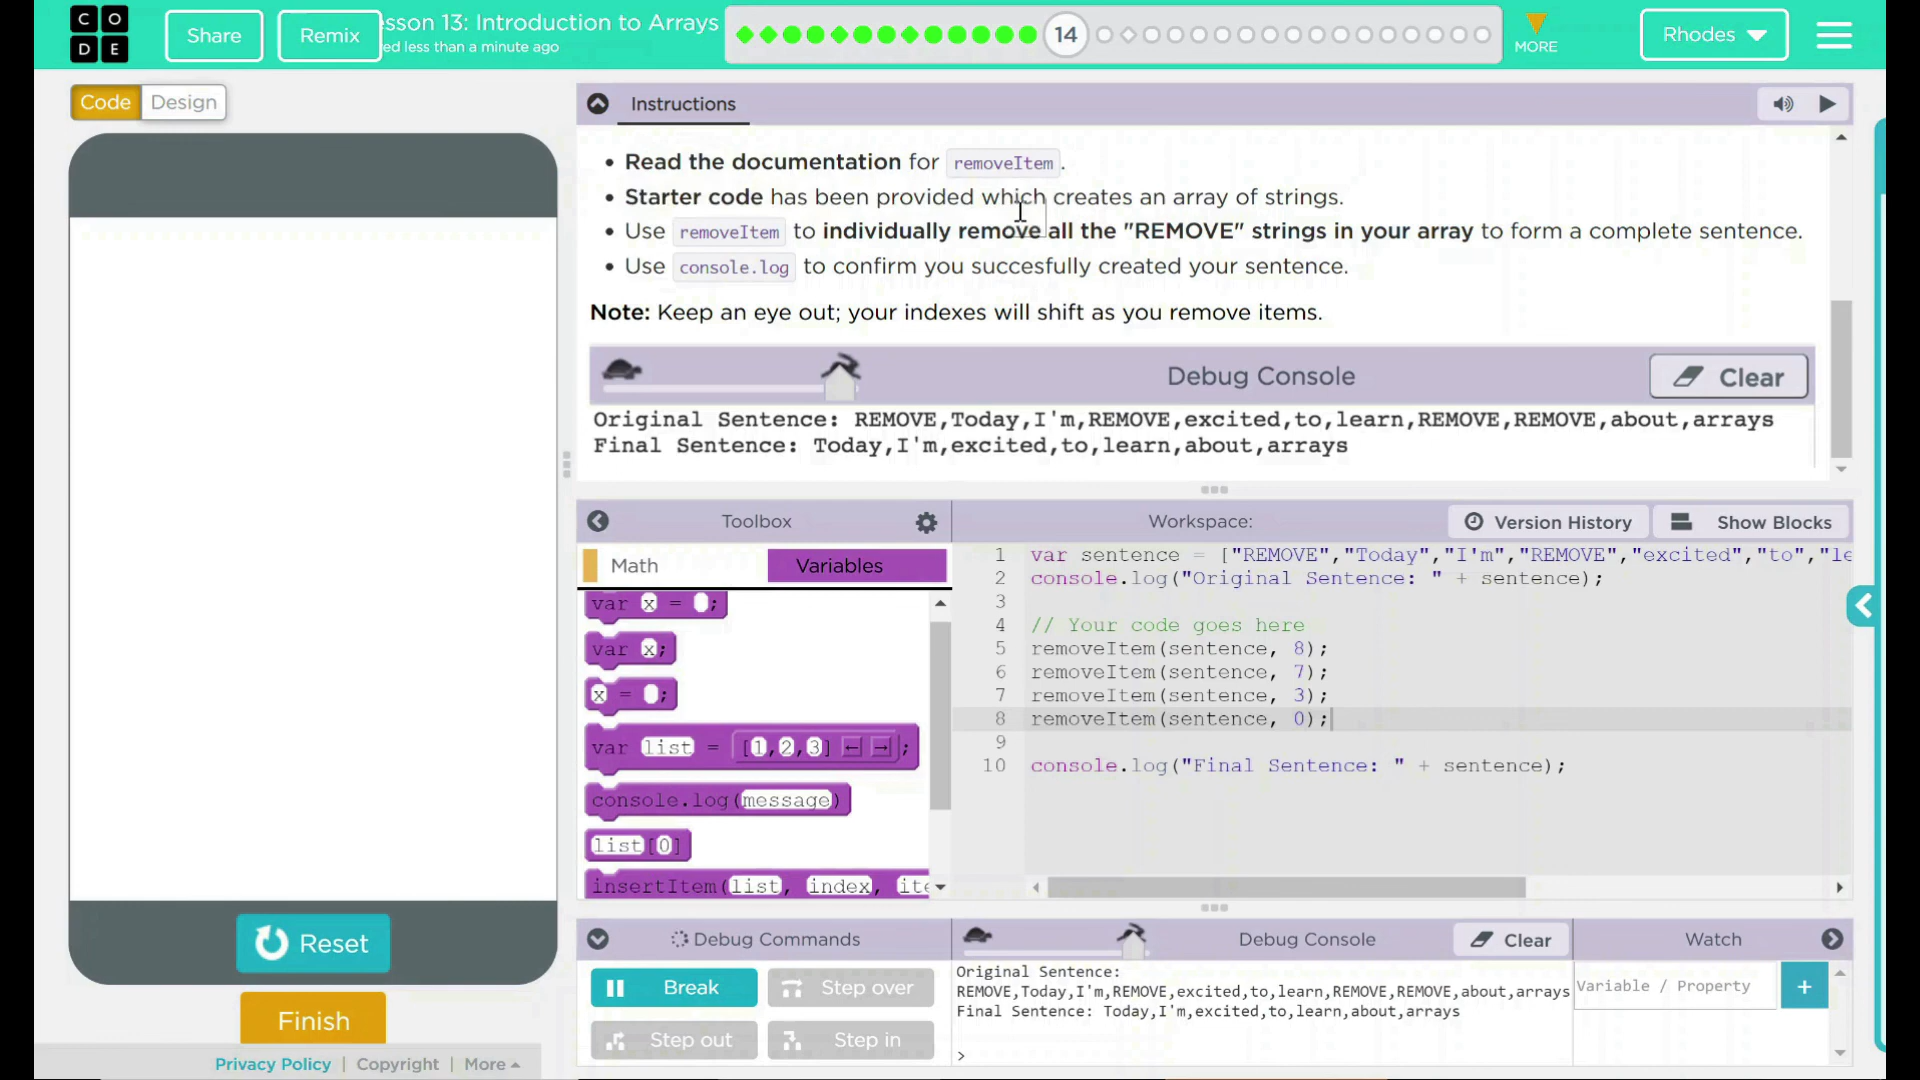 CODE
Share
Remix
esson 13: Introduction to Arrays
ed less than a minute ago
14
MORE
Rhodes
Code
Design
Instructions
Read the documentation for removeItem.
Starter code has been provided which creates an array of strings.
Use removeItem to individually remove all the "REMOVE" strings in your array to form a complete sentence.
Use console.log to confirm you succesfully created your sentence.
Note: Keep an eye out; your indexes will shift as you remove items.
Debug Console
Clear
Original Sentence: REMOVE,Today,I'm,REMOVE,excited,to,learn,REMOVE,REMOVE,about,arrays
Final Sentence: Today,I'm,excited,to,learn,about,arrays
Toolbox
Workspace:
Version History
Show Blocks
Math
Variables
var x = ;
var x;
x = ;
var list = [1,2,3] ← → ;
console.log(message)
list[0]
insertItem(list, index, ite
1 var sentence = ["REMOVE","Today","I'm","REMOVE","excited","to","le
2 console.log("Original Sentence: " + sentence);
3
4 // Your code goes here
5 removeItem(sentence, 8);
6 removeItem(sentence, 7);
7 removeItem(sentence, 3);
8 removeItem(sentence, 0);
9
10 console.log("Final Sentence: " + sentence);
Reset
Finish
Debug Commands
Break
Step over
Step out
Step in
Debug Console
Clear
Original Sentence:
REMOVE,Today,I'm,REMOVE,excited,to,learn,REMOVE,REMOVE,about,arrays
Final Sentence: Today,I'm,excited,to,learn,about,arrays
>
Watch
Variable / Property
+
Privacy Policy | Copyright | More